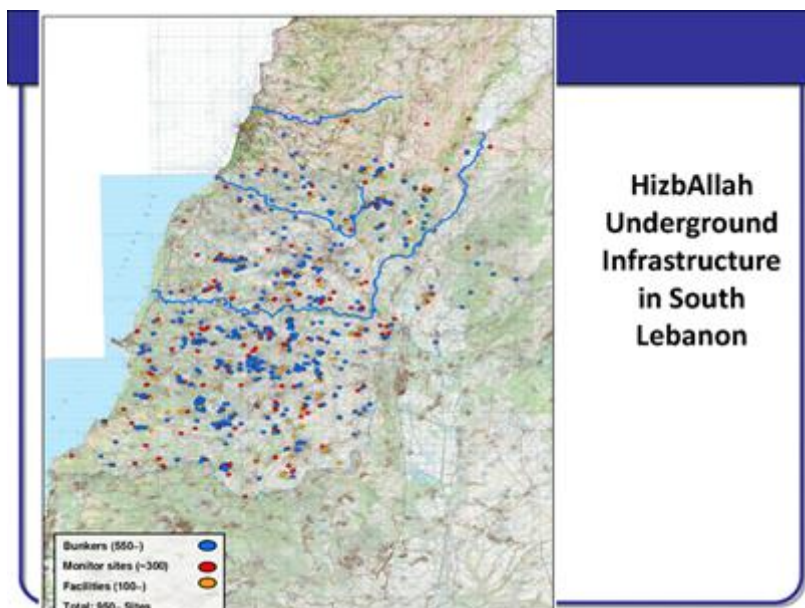 HizbAllah
Underground
Infrastructure
in South
Lebanon
Bunkers (550~)
Monitor sites (~300)
Facilities (100~)
Total: 950~ Sites